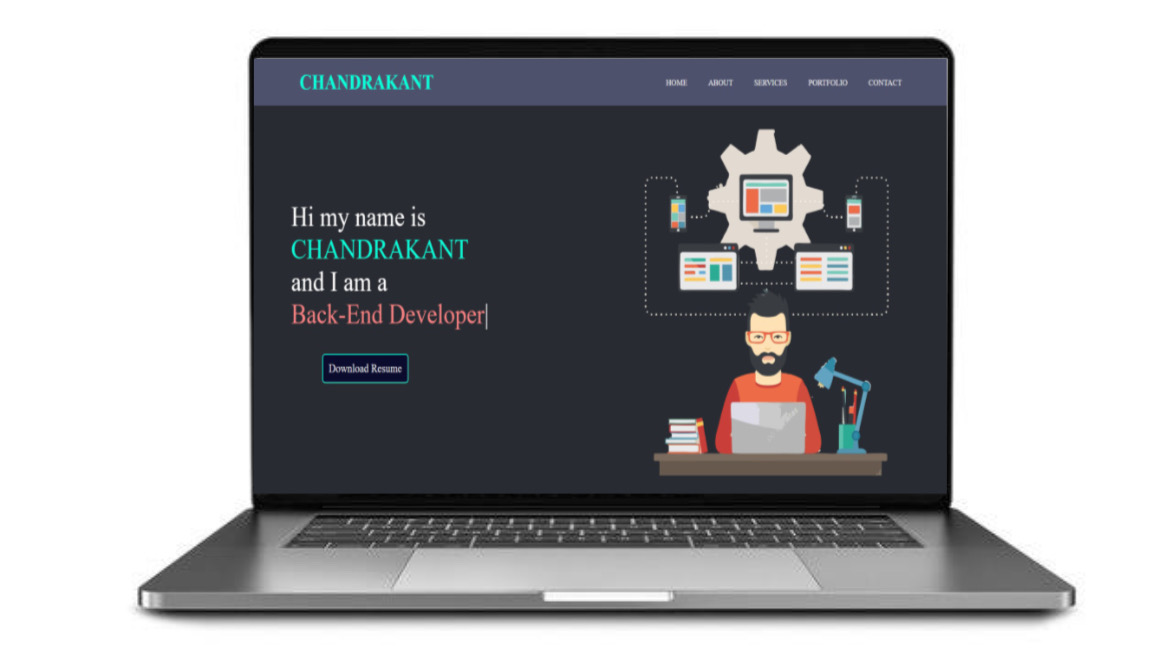 CHANDRAKANT
HOME ABOUT SERVICES PORTFOLIO CONTACT
Hi my name is
CHANDRAKANT
and I am a
Back-End Developer
Download Resume